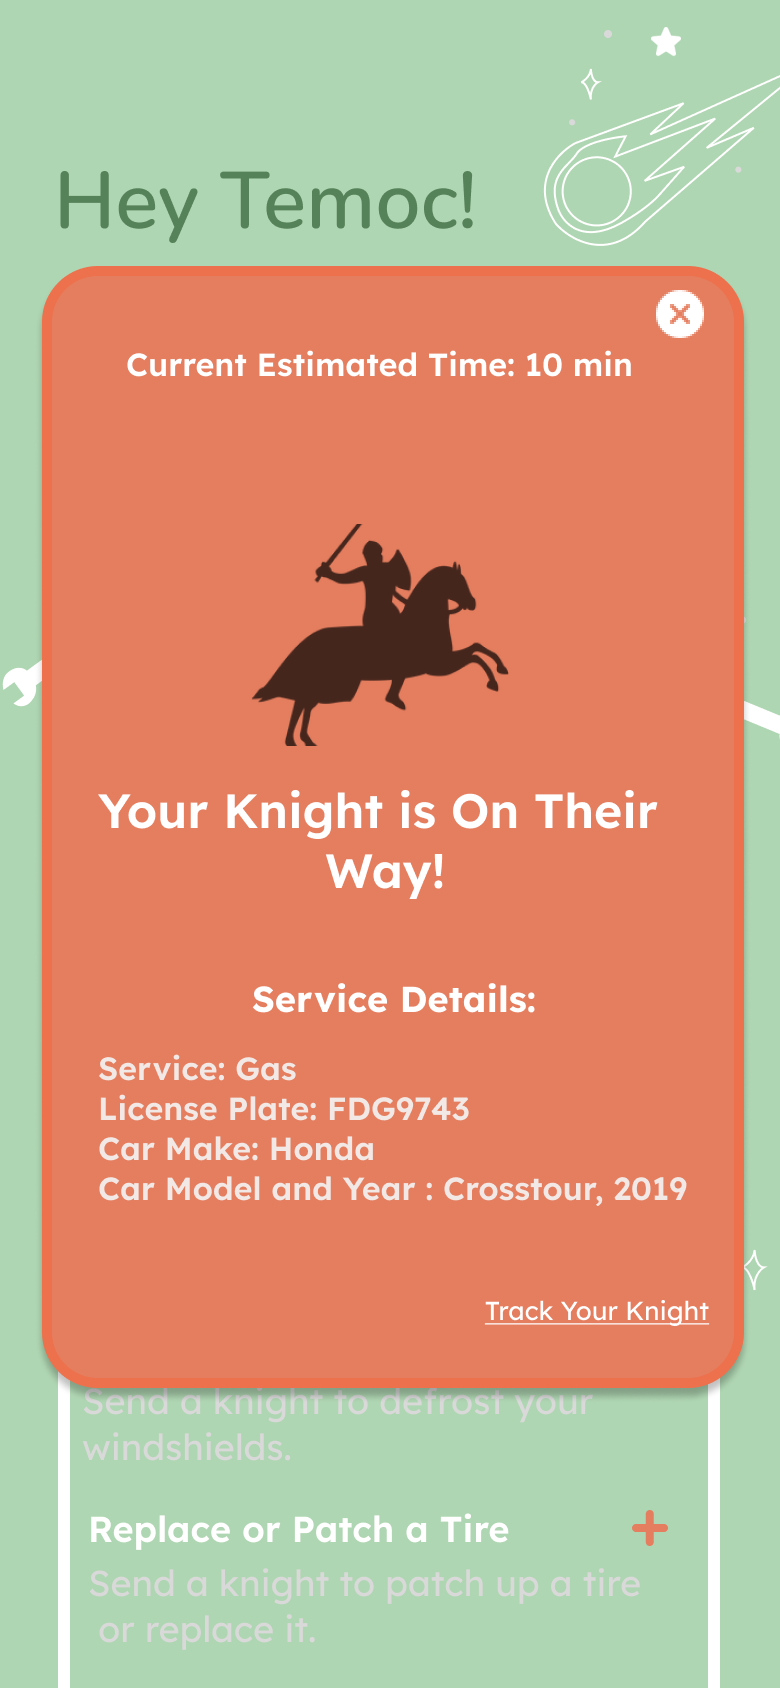 Hey Temoc!
Current Estimated Time: 10 min
Your Knight is On Their
Way!
Service Details:
Service: Gas
License Plate: FDG9743
Car Make: Honda
Car Model and Year : Crosstour, 2019
Track Your Knight
Send a knight to defrost your
windshields.
Replace or Patch a Tire
Send a knight to patch up a tire
or replace it.